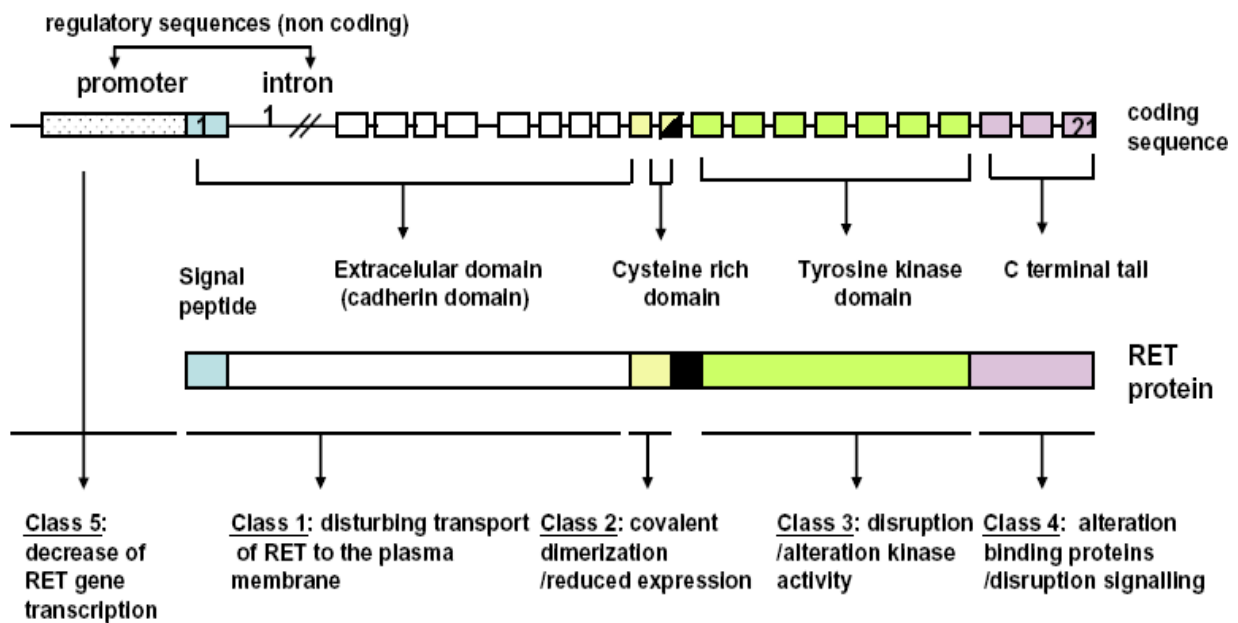 regulatory sequences (non coding)
promoter intron
1 1 21
coding
sequence
Signal
peptide
Extracelular domain
(cadherin domain)
Cysteine rich
domain
Tyrosine kinase
domain
C terminal tail
RET
protein
Class 5:
decrease of
RET gene
transcription
Class 1: disturbing transport
of RET to the plasma
membrane
Class 2: covalent
dimerization
/reduced expression
Class 3: disruption
/alteration kinase
activity
Class 4: alteration
binding proteins
/disruption signalling